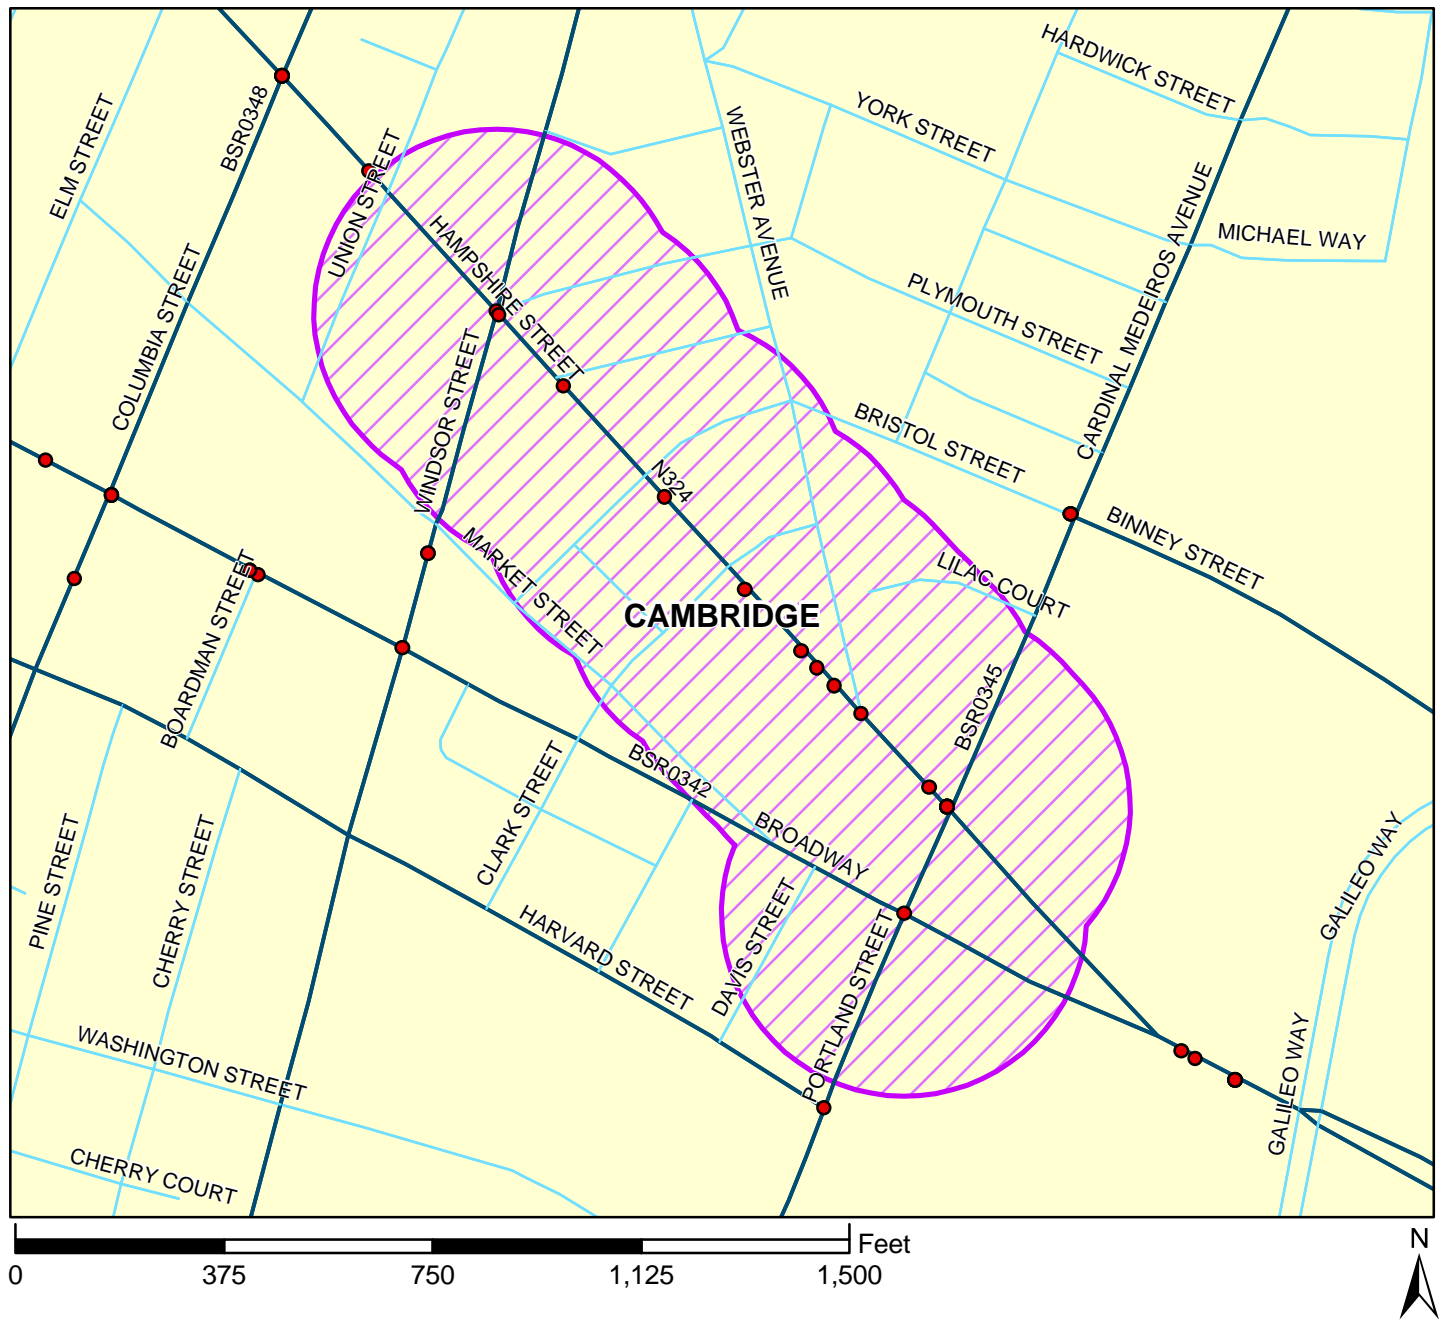 HARDWICK STREET
BSR0348
ELM STREET
YORK STREET
WEBSTER AVENUE
UNION STREET
HAMPSHIRE STREET
CARDINAL MEDEIROS AVENUE
MICHAEL WAY
COLUMBIA STREET
PLYMOUTH STREET
WINDSOR STREET
BRISTOL STREET
N324
BINNEY STREET
MARKET STREET
LILAC COURT
BOARDMAN STREET
CAMBRIDGE
BSR0345
BSR0342
CLARK STREET
BROADWAY
PINE STREET
CHERRY STREET
GALILEO WAY
HARVARD STREET
DAVIS STREET
PORTLAND STREET
WASHINGTON STREET
GALILEO WAY
CHERRY COURT
Feet
N
0 375 750 1,125 1,500